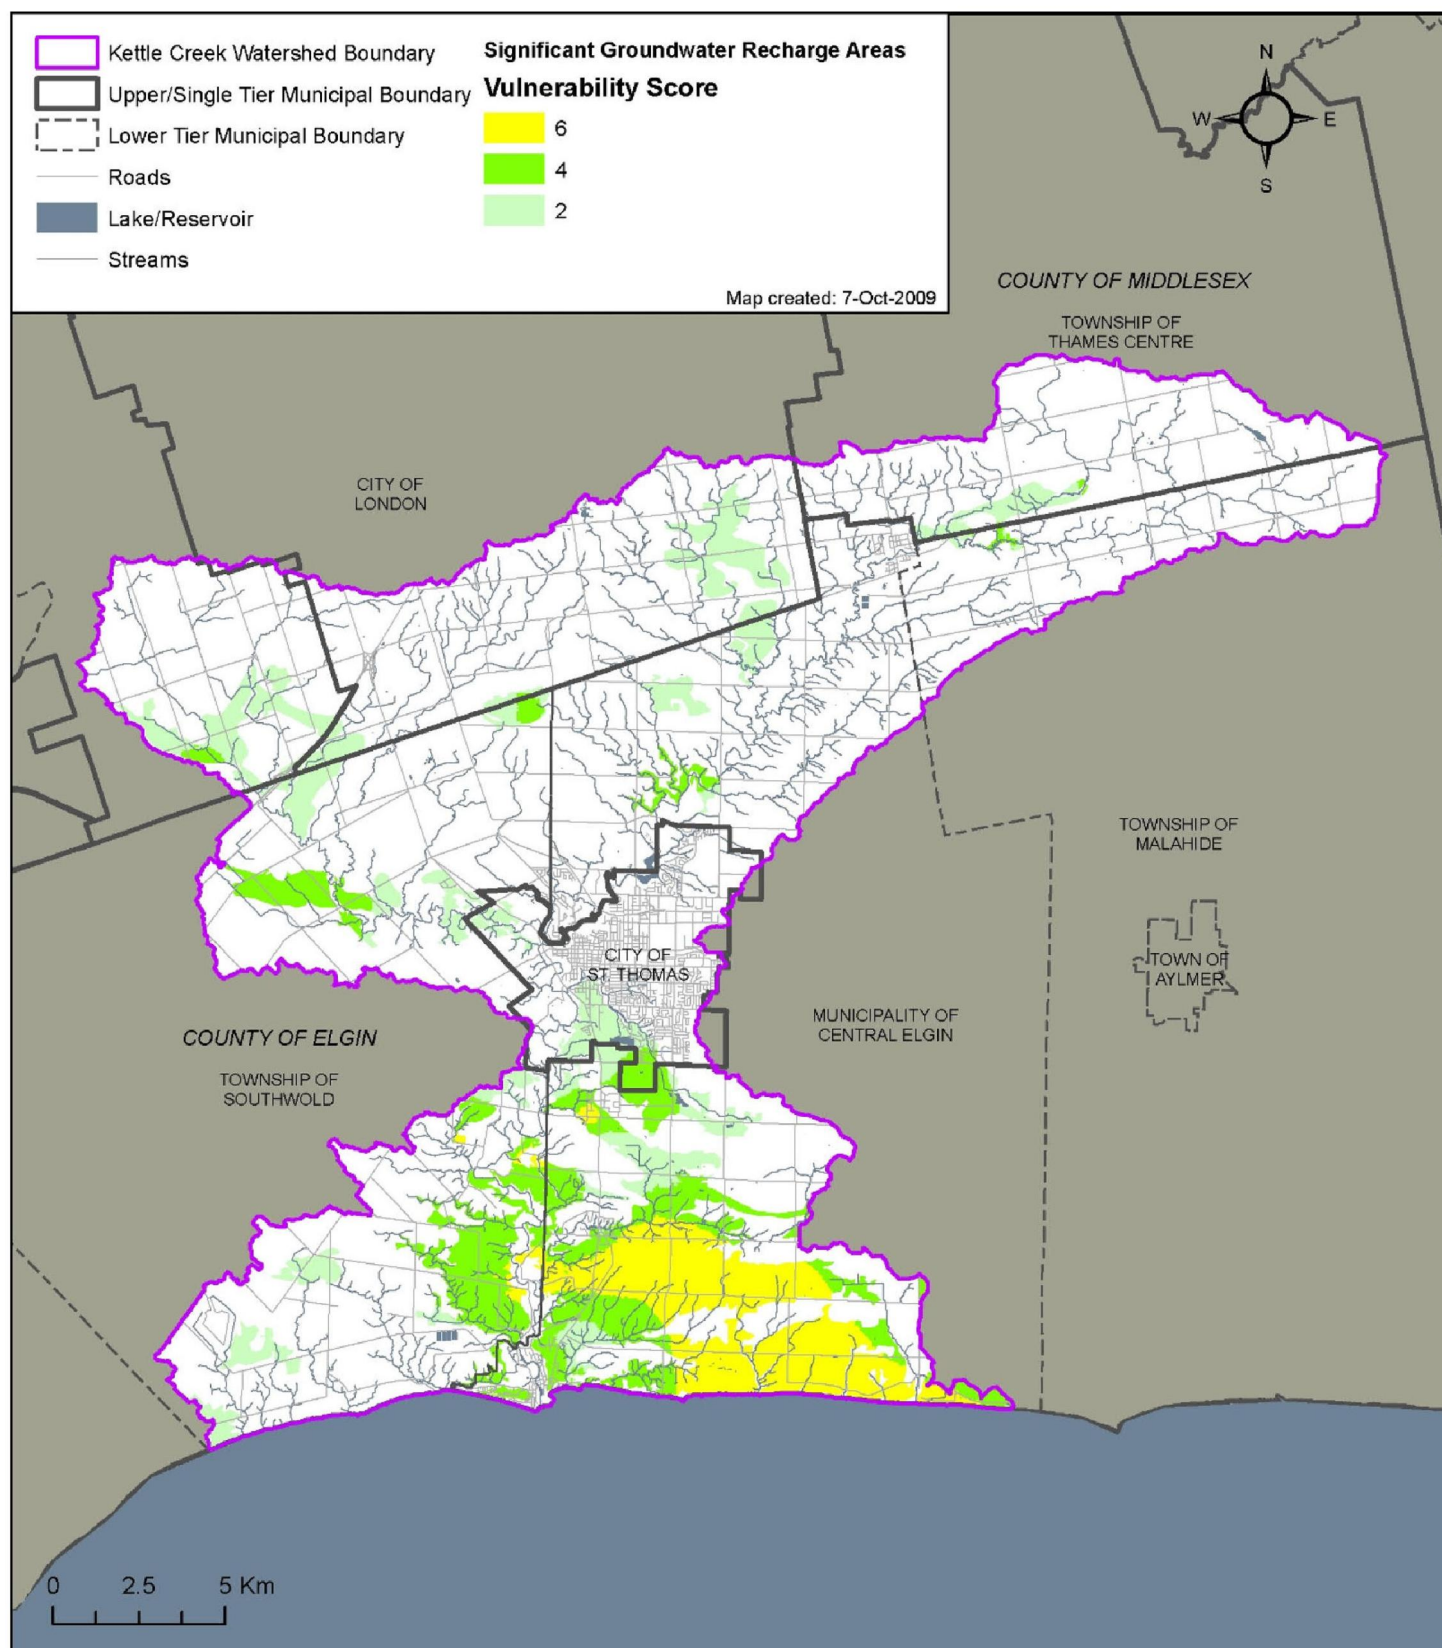 Kettle Creek Watershed Boundary
Upper/Single Tier Municipal Boundary
Lower Tier Municipal Boundary
Roads
Lake/Reservoir
Streams
Significant Groundwater Recharge Areas
Vulnerability Score
6
4
2
Map created: 7-Oct-2009
N
W
E
S
COUNTY OF MIDDLESEX
TOWNSHIP OF
THAMES CENTRE
CITY OF
LONDON
TOWNSHIP OF
MALAHIDE
CITY OF
ST. THOMAS
TOWN OF
AYLMER
MUNICIPALITY OF
CENTRAL ELGIN
COUNTY OF ELGIN
TOWNSHIP OF
SOUTHWOLD
0 2.5 5 Km